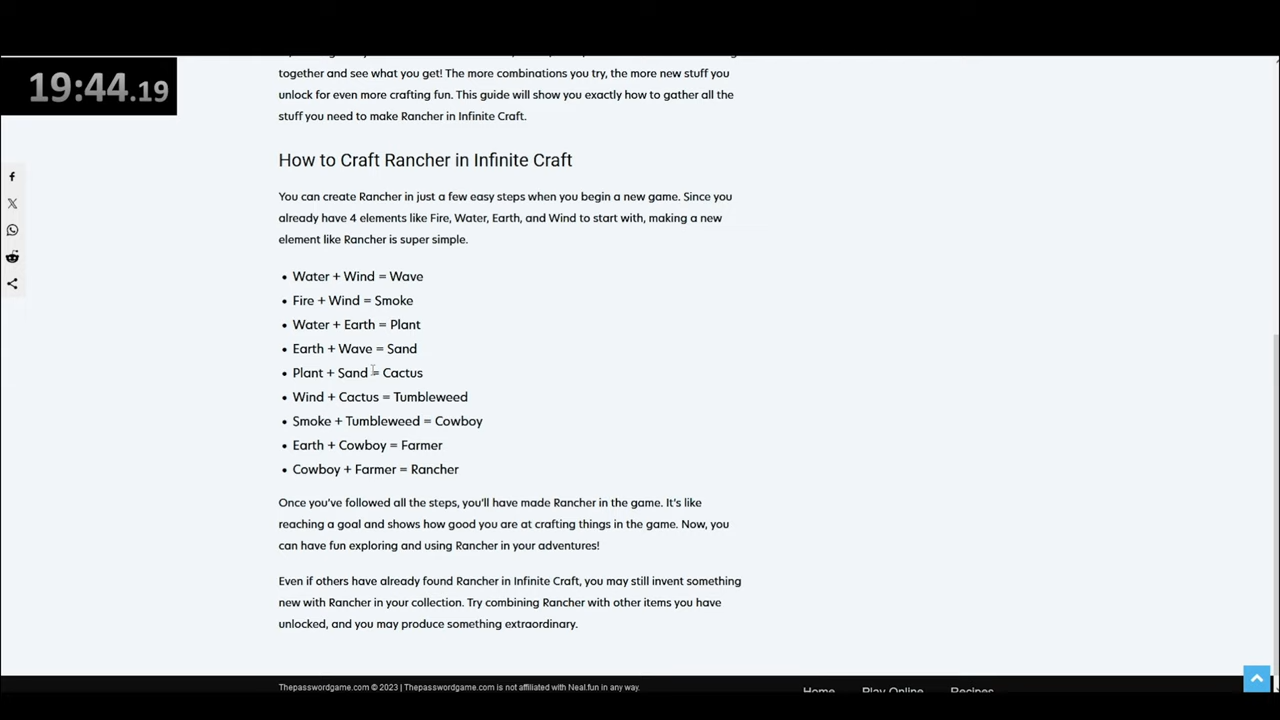 19:44.19
together and see what you get! The more combinations you try, the more new stuff you
unlock for even more crafting fun. This guide will show you exactly how to gather all the
stuff you need to make Rancher in Infinite Craft.
How to Craft Rancher in Infinite Craft
You can create Rancher in just a few easy steps when you begin a new game. Since you
already have 4 elements like Fire, Water, Earth, and Wind to start with, making a new
element like Rancher is super simple.
• Water + Wind = Wave
• Fire + Wind = Smoke
• Water + Earth = Plant
• Earth + Wave = Sand
• Plant + Sand = Cactus
• Wind + Cactus = Tumbleweed
• Smoke + Tumbleweed = Cowboy
• Earth + Cowboy = Farmer
• Cowboy + Farmer = Rancher
Once you've followed all the steps, you'll have made Rancher in the game. It's like
reaching a goal and shows how good you are at crafting things in the game. Now, you
can have fun exploring and using Rancher in your adventures!
Even if others have already found Rancher in Infinite Craft, you may still invent something
new with Rancher in your collection. Try combining Rancher with other items you have
unlocked, and you may produce something extraordinary.
Thepasswordgame.com © 2023 | Thepasswordgame.com is not affiliated with Neal.fun in any way.
Home Play Online Recipes